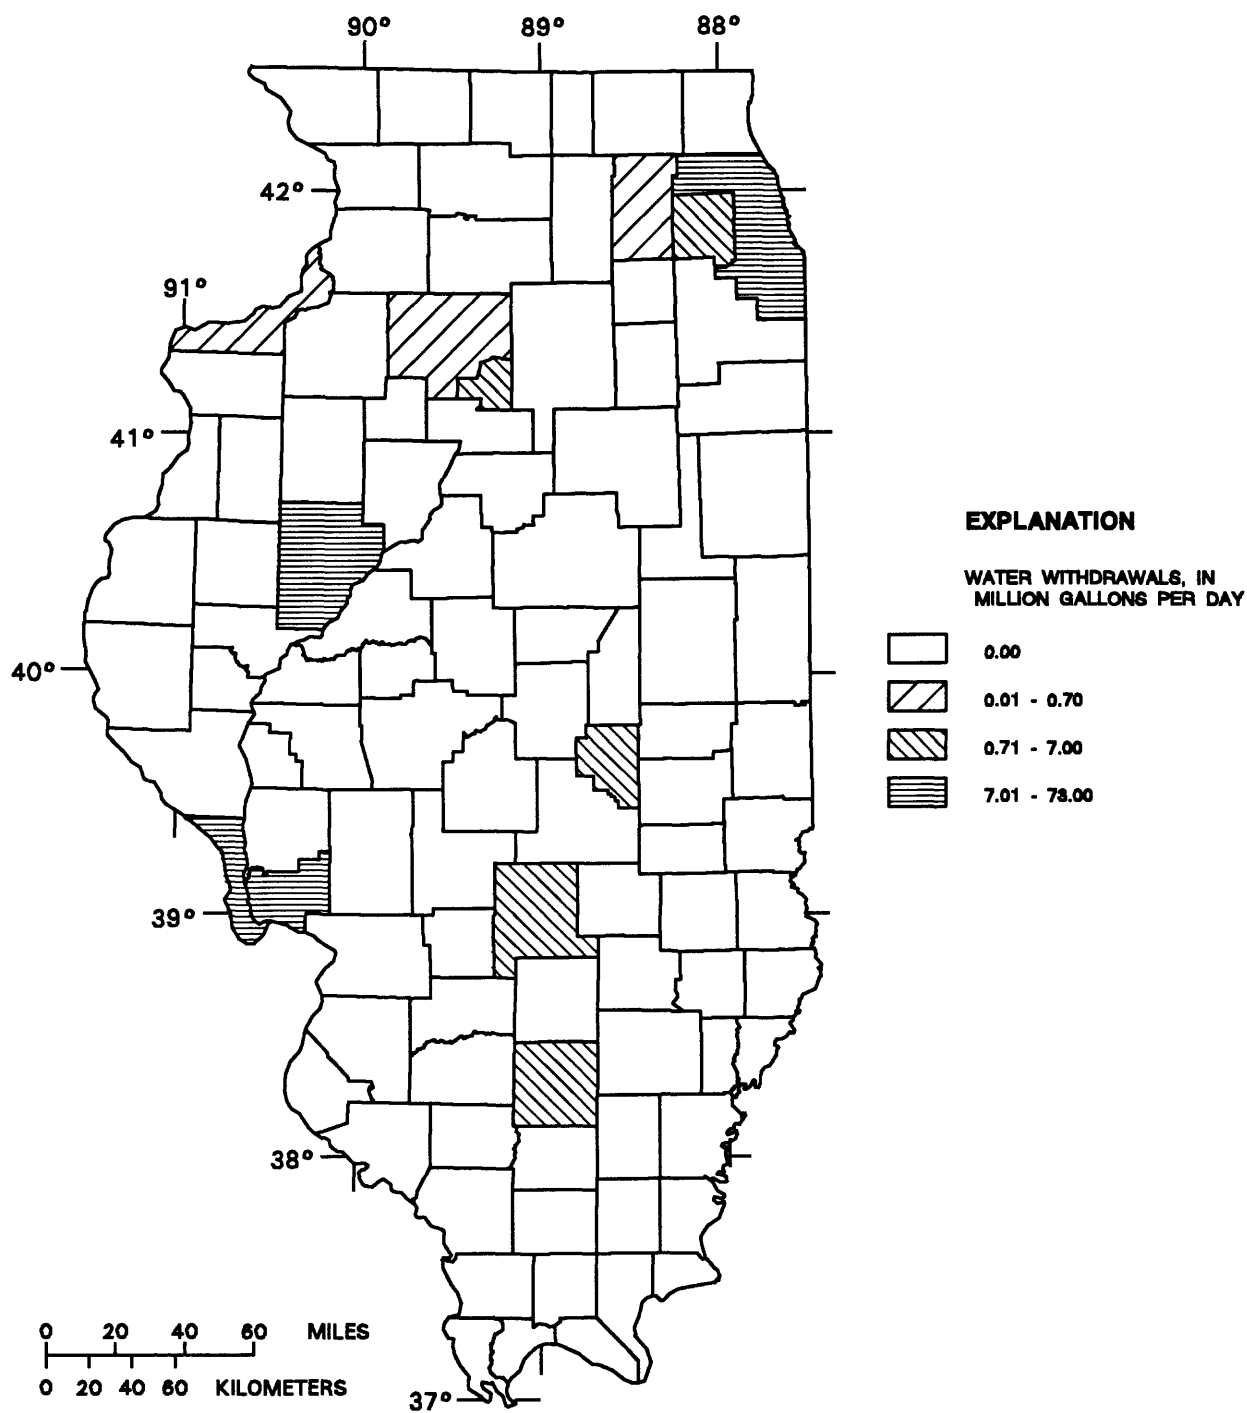 90° 89° 88°
42°
91°
41°
EXPLANATION
WATER WITHDRAWALS, IN
MILLION GALLONS PER DAY
0.00
40°
0.01 - 0.70
0.71 - 7.00
7.01 - 73.00
39°
38°
0 20 40 60 MILES
0 20 40 60 KILOMETERS
37°